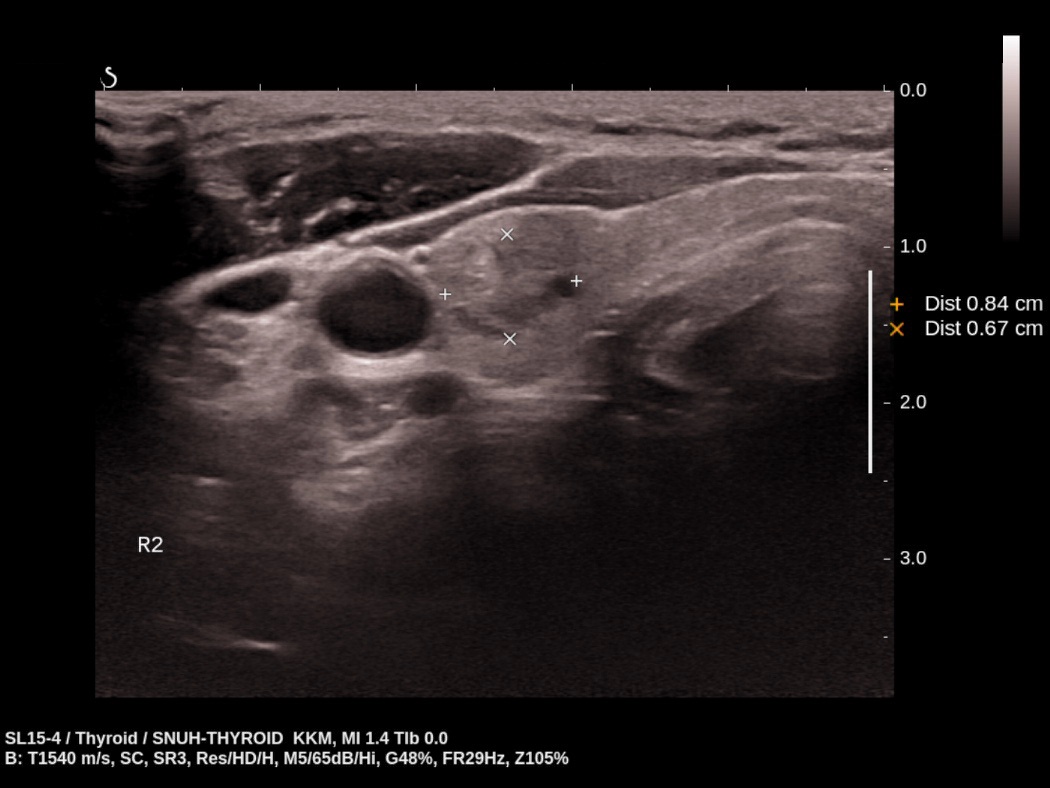 0.0
1.0
+ Dist 0.84 cm
× Dist 0.67 cm
2.0
R2
3.0
SL15-4 / Thyroid / SNUH-THYROID KKM, MI 1.4 TIb 0.0
B: T1540 m/s, SC, SR3, Res/HD/H, M5/65dB/Hi, G48%, FR29Hz, Z105%